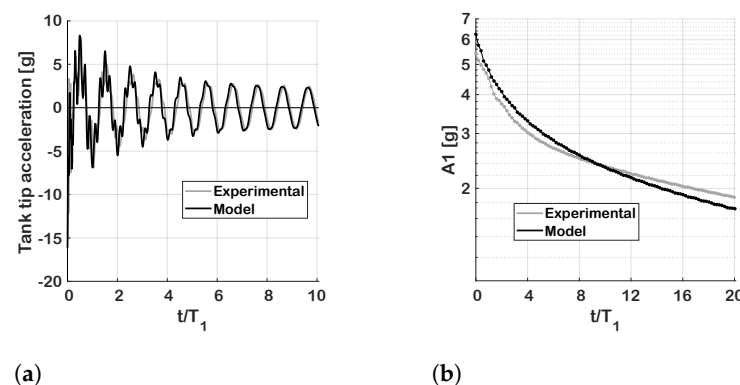 10
5
0
-5
-10
-15
-20
Tank tip acceleration [g]
Experimental
Model
0 2 4 6 8 10
t/T1
(a)
7
6
5
4
3
2
A1 [g]
Experimental
Model
0 4 8 12 16 20
t/T1
(b)